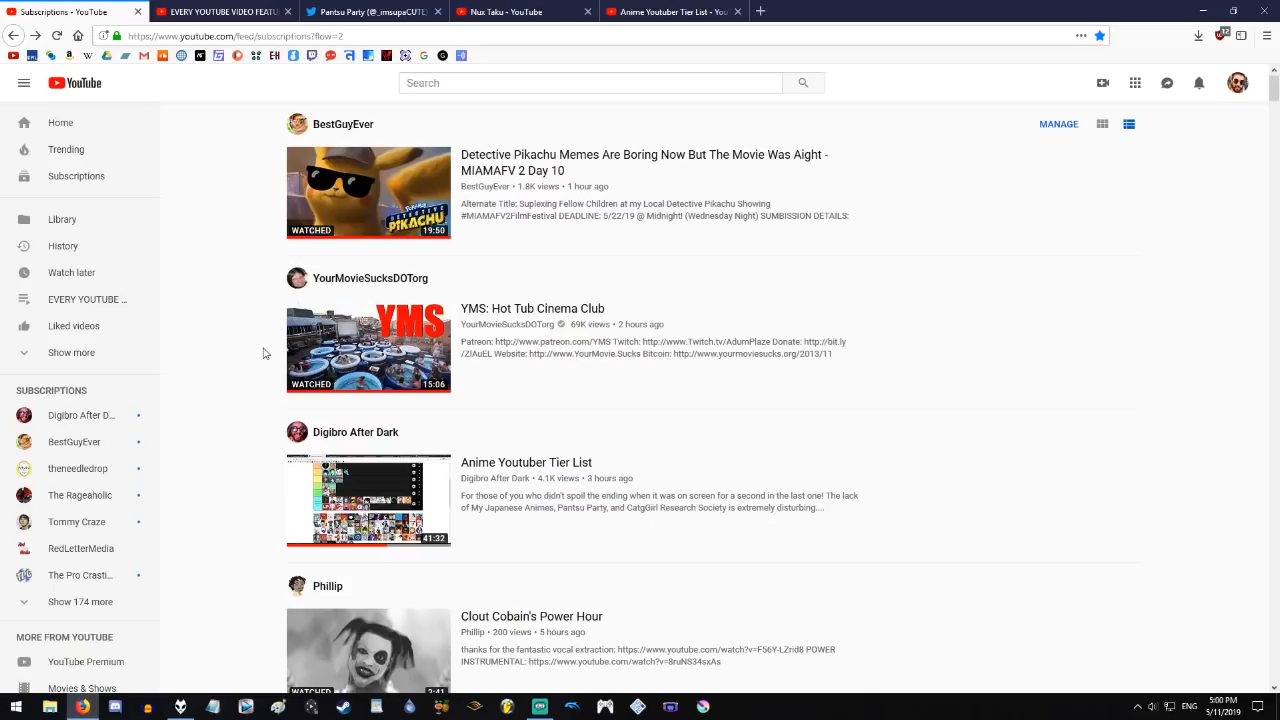 Subscriptions - YouTube
EVERY YOUTUBE VIDEO FEATU
Pantsu Party (@_imsupaCUTE)
Nux Taku - YouTube
Anime Youtuber Tier List - You
https://www.youtube.com/feed/subscriptions?flow=2
12
YouTube
Search
Home
Trending
Subscriptions
Library
History
Watch later
EVERY YOUTUBE ...
Liked videos
Show more
SUBSCRIPTIONS
Digibro After D...
BestGuyEver
theneedledrop
The Rageaholic
Tommy Craze
RedLetterMedia
The Pro Crasti...
Show 174 more
MORE FROM YOUTUBE
YouTube Premium
Movies & Shows
BestGuyEver
MANAGE
POKÉMON
DETECTIVE
PIKACHU
WATCHED
19:50
Detective Pikachu Memes Are Boring Now But The Movie Was Aight -
MIAMAFV 2 Day 10
BestGuyEver • 1.8K views • 1 hour ago
Alternate Title: Suplexing Fellow Children at my Local Detective Pikachu Showing
#MIAMAFV2FilmFestival DEADLINE: 5/22/19 @ Midnight! (Wednesday Night) SUMBISSION DETAILS:
YourMovieSucksDOTorg
YMS
WATCHED
15:06
YMS: Hot Tub Cinema Club
YourMovieSucksDOTorg 69K views • 2 hours ago
Patreon: http://www.patreon.com/YMS Twitch: http://www.Twitch.tv/AdumPlaze Donate: http://bit.ly
/ZlAuEL Website: http://www.YourMovie.Sucks Bitcoin: http://www.yourmoviesucks.org/2013/11
Digibro After Dark
41:32
Anime Youtuber Tier List
Digibro After Dark • 4.1K views • 3 hours ago
For those of you who didn't spoil the ending when it was on screen for a second in the last one! The lack
of My Japanese Animes, Pantsu Party, and CatgGirl Research Society is extremely disturbing....
Phillip
WATCHED
2:41
Clout Cobain's Power Hour
Phillip • 200 views • 5 hours ago
thanks for the fantastic vocal extraction: https://www.youtube.com/watch?v=F56Y-LZrid8 POWER
INSTRUMENTAL: https://www.youtube.com/watch?v=8ruNS34sxAs
ENG
5:00 PM
5/11/2019